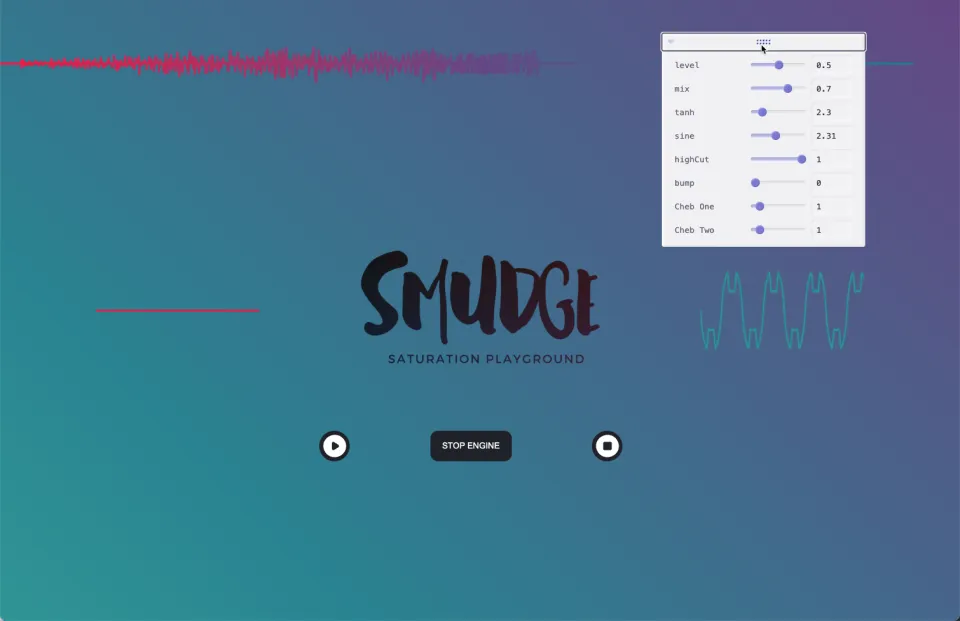 level 0.5
mix 0.7
tanh 2.3
sine 2.31
highCut 1
bump 0
Cheb One 1
Cheb Two 1
SMUDGE
SATURATION PLAYGROUND
STOP ENGINE